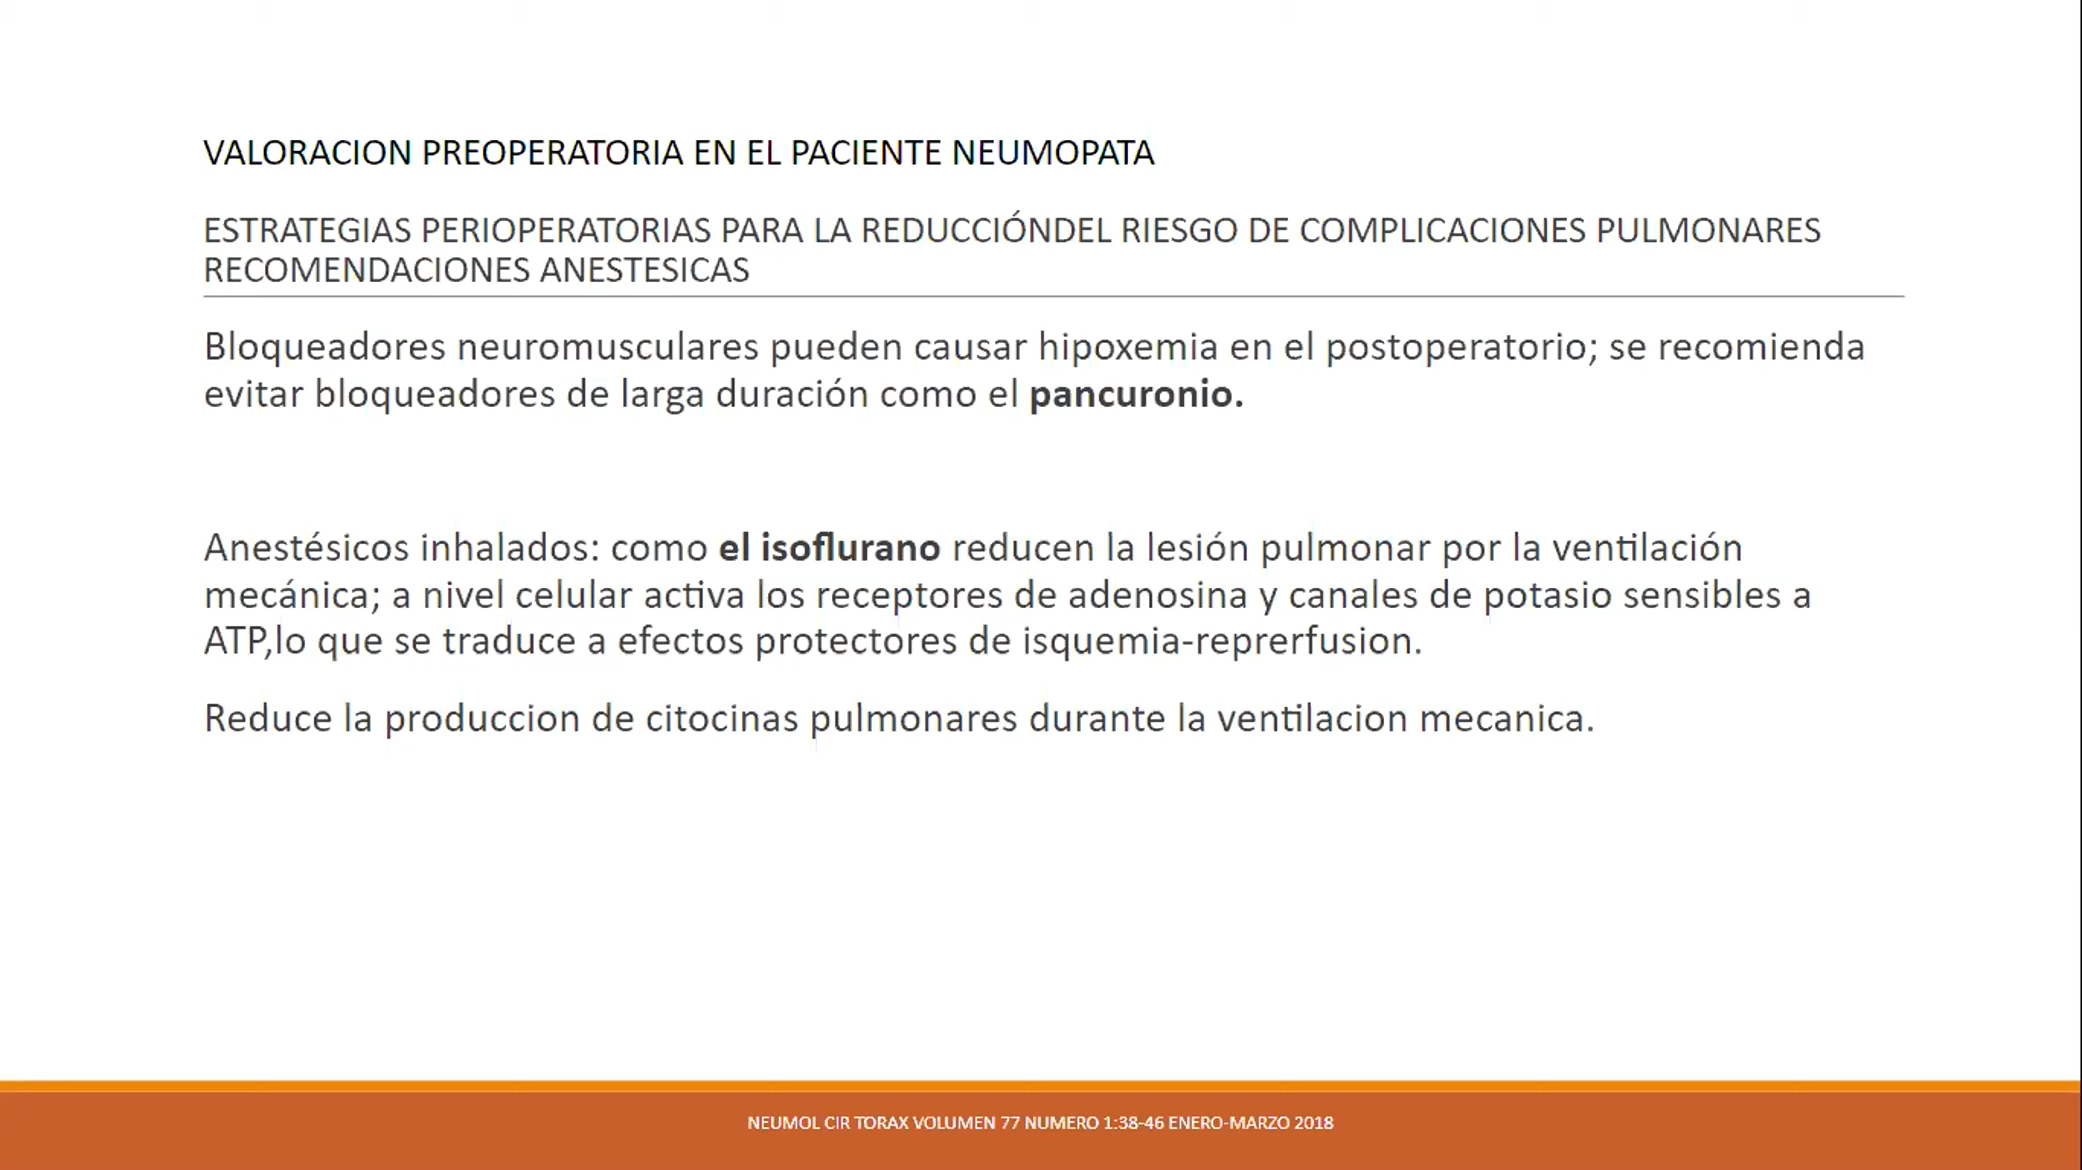 VALORACION PREOPERATORIA EN EL PACIENTE NEUMOPATA
ESTRATEGIAS PERIOPERATORIAS PARA LA REDUCCIÓNDEL RIESGO DE COMPLICACIONES PULMONARES
RECOMENDACIONES ANESTESICAS
Bloqueadores neuromusculares pueden causar hipoxemia en el postoperatorio; se recomienda
evitar bloqueadores de larga duración como el pancuronio.
Anestésicos inhalados: como el isoflurano reducen la lesión pulmonar por la ventilación
mecánica; a nivel celular activa los receptores de adenosina y canales de potasio sensibles a
ATP,lo que se traduce a efectos protectores de isquemia-reprerfusion.
Reduce la produccion de citocinas pulmonares durante la ventilacion mecanica.
NEUMOL CIR TORAX VOLUMEN 77 NUMERO 1:38-46 ENERO-MARZO 2018